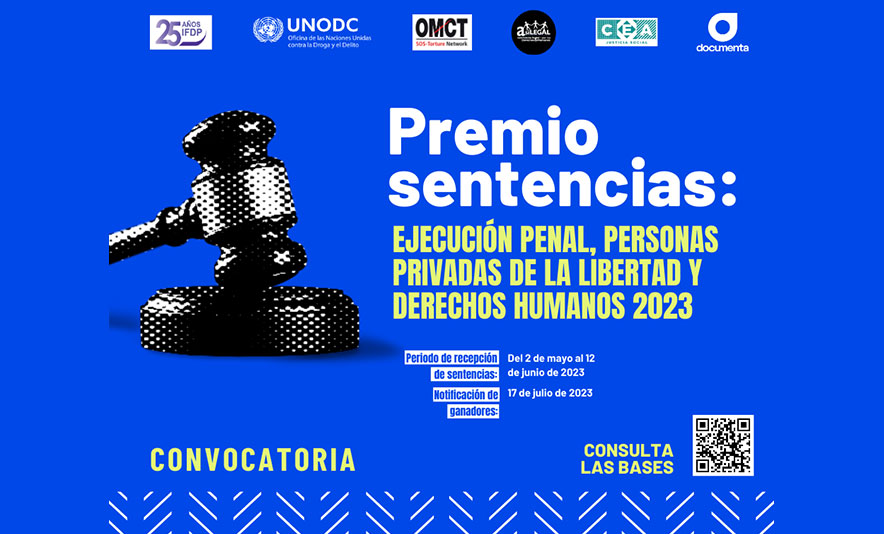 25 AÑOS
IFDP
UNODC
Oficina de las Naciones Unidas
contra la Droga y el Delito
OMCT
SOS-Torture Network
CEA
JUSTICIA SOCIAL
documenta
Premio
sentencias:
EJECUCIÓN PENAL, PERSONAS
PRIVADAS DE LA LIBERTAD Y
DERECHOS HUMANOS 2023
Periodo de recepción
de sentencias:
Del 2 de mayo al 12
de junio de 2023
Notificación de
ganadores:
17 de julio de 2023
CONVOCATORIA
CONSULTA
LAS BASES